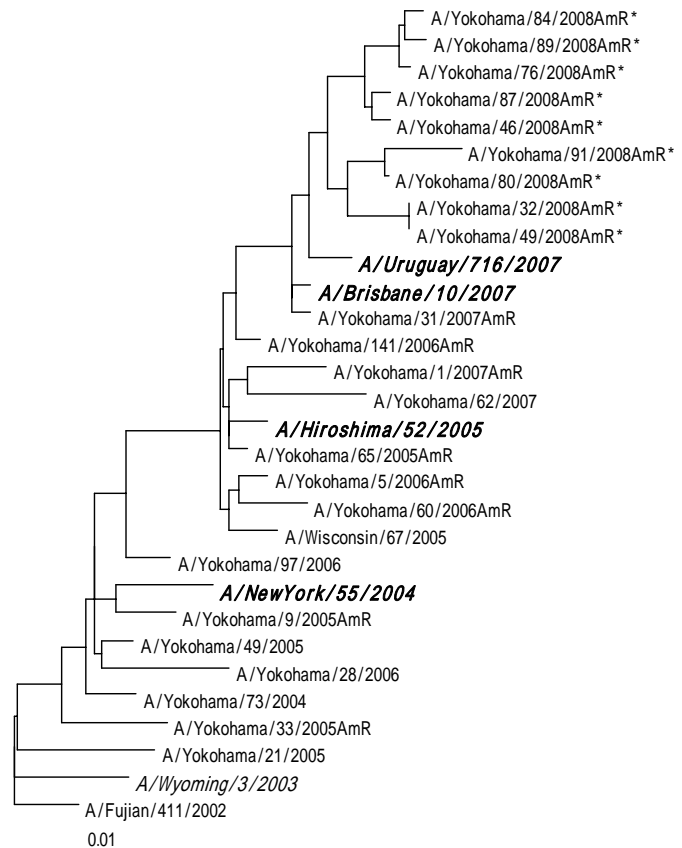 A/Yokohama/84/2008AmR*
A/Yokohama/89/2008AmR*
A/Yokohama/76/2008AmR*
A/Yokohama/87/2008AmR*
A/Yokohama/46/2008AmR*
A/Yokohama/91/2008AmR*
A/Yokohama/80/2008AmR*
A/Yokohama/32/2008AmR*
A/Yokohama/49/2008AmR*
A/Uruguay/716/2007
A/Brisbane/10/2007
A/Yokohama/31/2007AmR
A/Yokohama/141/2006AmR
A/Yokohama/1/2007AmR
A/Yokohama/62/2007
A/Hiroshima/52/2005
A/Yokohama/65/2005AmR
A/Yokohama/5/2006AmR
A/Yokohama/60/2006AmR
A/Wisconsin/67/2005
A/Yokohama/97/2006
A/NewYork/55/2004
A/Yokohama/9/2005AmR
A/Yokohama/49/2005
A/Yokohama/28/2006
A/Yokohama/73/2004
A/Yokohama/33/2005AmR
A/Yokohama/21/2005
A/Wyoming/3/2003
A/Fujian/411/2002
0.01